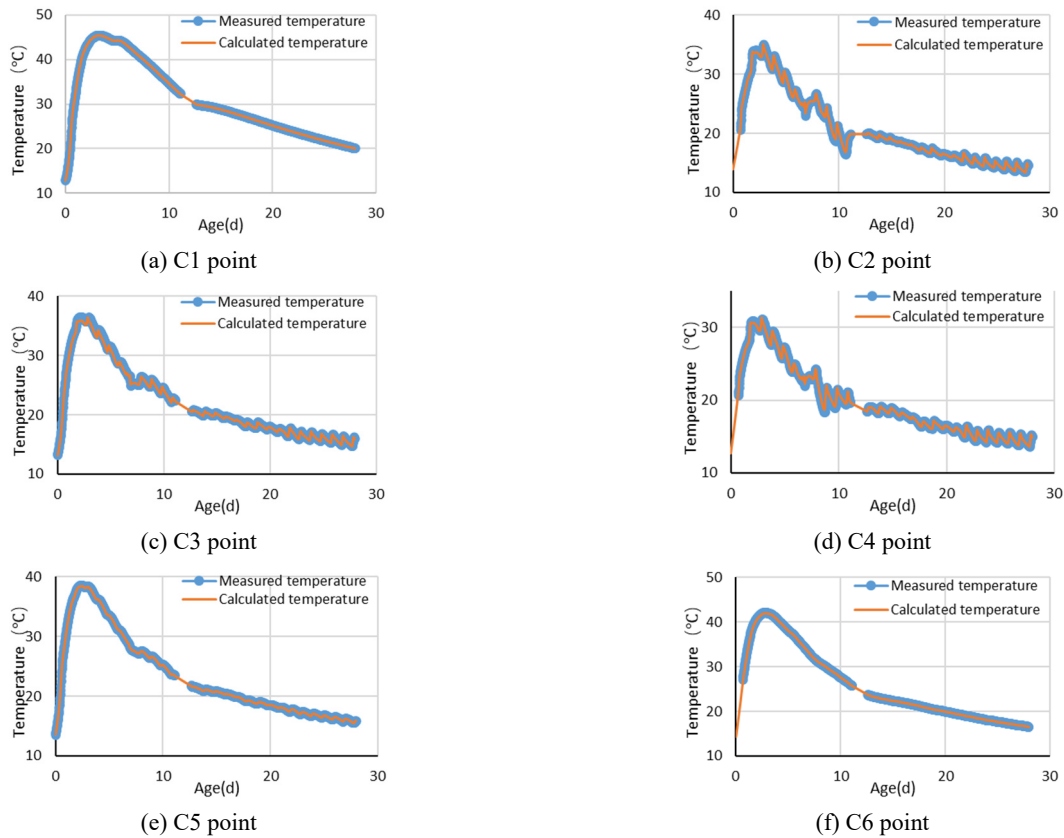 Measured temperature
Calculated temperature
Temperature (°C)
50
40
30
20
10
0
10
20
30
Age(d)
(a) C1 point
Measured temperature
Calculated temperature
Temperature (°C)
40
30
20
10
0
10
20
30
Age(d)
(b) C2 point
Measured temperature
Calculated temperature
Temperature (°C)
40
30
20
10
0
10
20
30
Age(d)
(c) C3 point
Measured temperature
Calculated temperature
Temperature (°C)
30
20
10
0
10
20
30
Age(d)
(d) C4 point
Measured temperature
Calculated temperature
Temperature (°C)
40
30
20
10
0
10
20
30
Age(d)
(e) C5 point
Measured temperature
Calculated temperature
Temperature (°C)
50
40
30
20
10
0
10
20
30
Age(d)
(f) C6 point